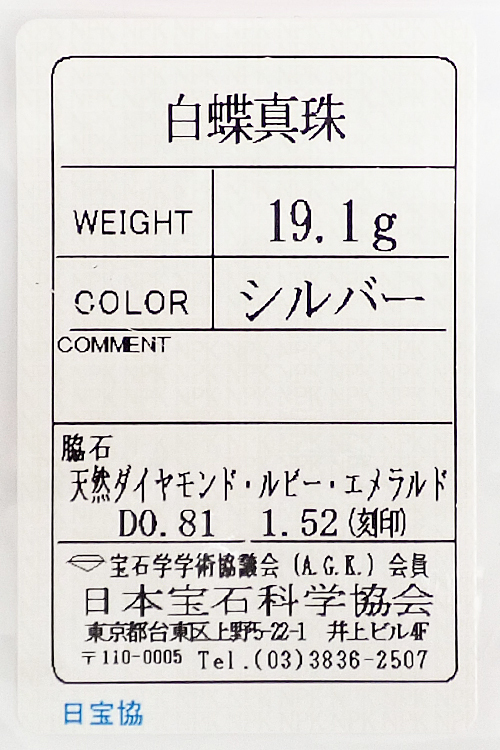 白蝶真珠
WEIGHT 19.1g
COLOR シルバー
COMMENT
脇石
天然ダイヤモンド・ルビー・エメラルド
D0.81 1.52(刻印)
宝石学学術協議会(A.G.K.)会員
日本宝石科学協会
東京都台東区上野5-22-1 井上ビル4F
〒110-0005 Tel.(03)3836-2507
日宝協